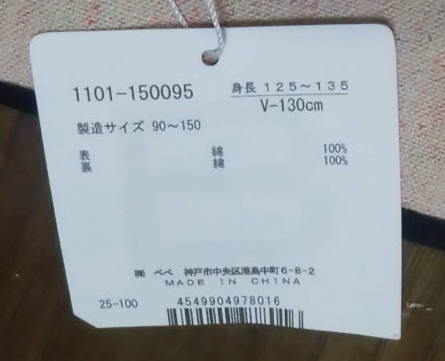 1101-150095
身長 125～135
V-130cm
製造サイズ 90～150
表 綿 100%
裏 綿 100%
㈱ べべ 神戸市中央区港島中町6-8-2
MADE IN CHINA
25-100
4549904978016